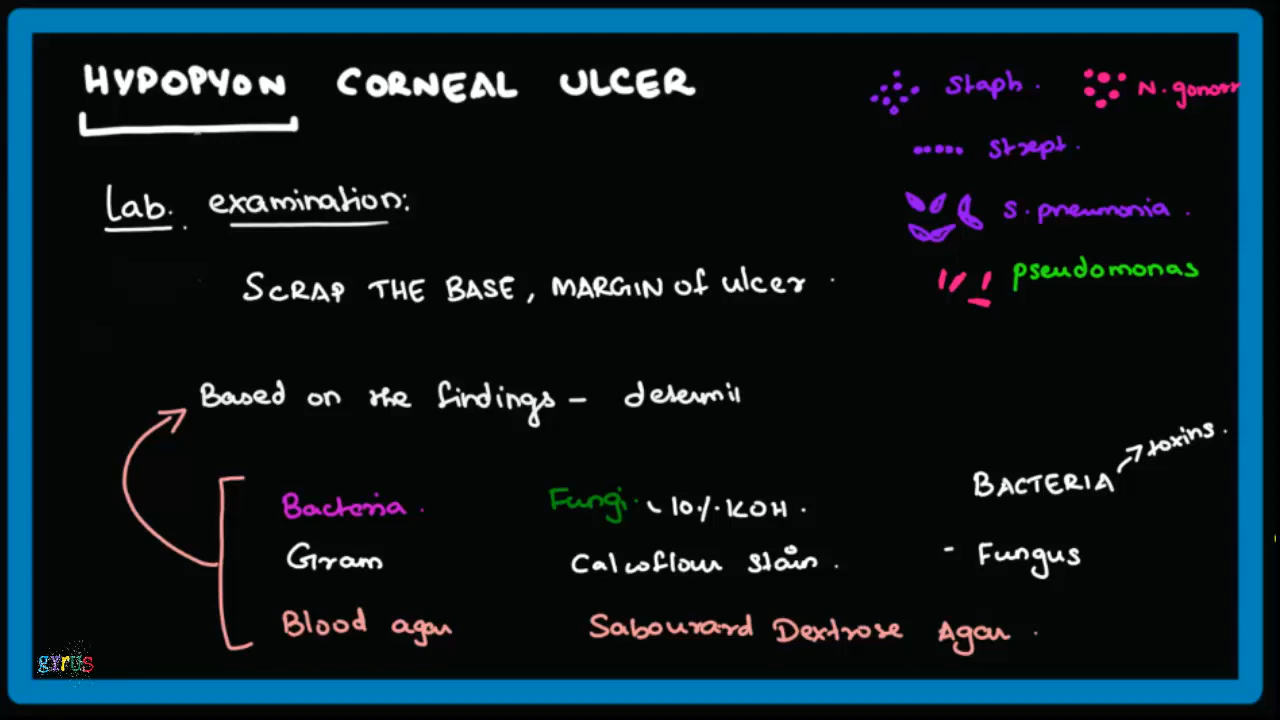 HYPOPYON CORNEAL ULCER
Staph.
N. gonorr
Strept.
S. pneumonia.
pseudomonas
Lab. examination:
SCRAP THE BASE, MARGIN of ulcer.
Based on the findings - determi
BACTERIA → toxins.
- Fungus
Bacteria.
Fungi. 10% KOH.
Gram
Calcoflour stain.
Blood agar
Sabourard Dextrose Agar.
gyrus